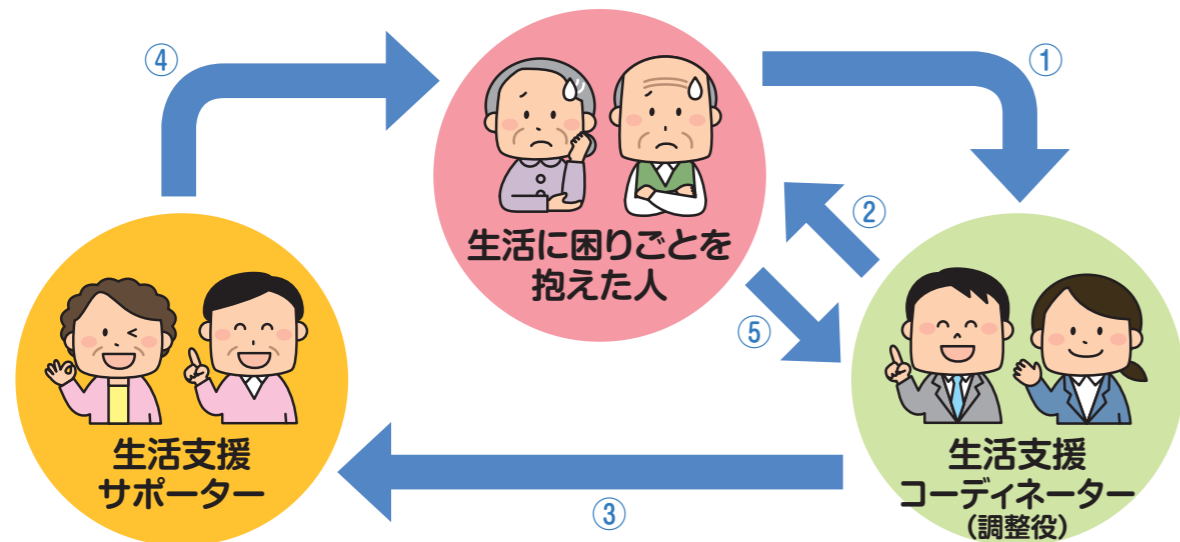 ④
①
生活に困りごとを
抱えた人
②
⑤
生活支援
サポーター
生活支援
コーディネーター
（調整役）
③